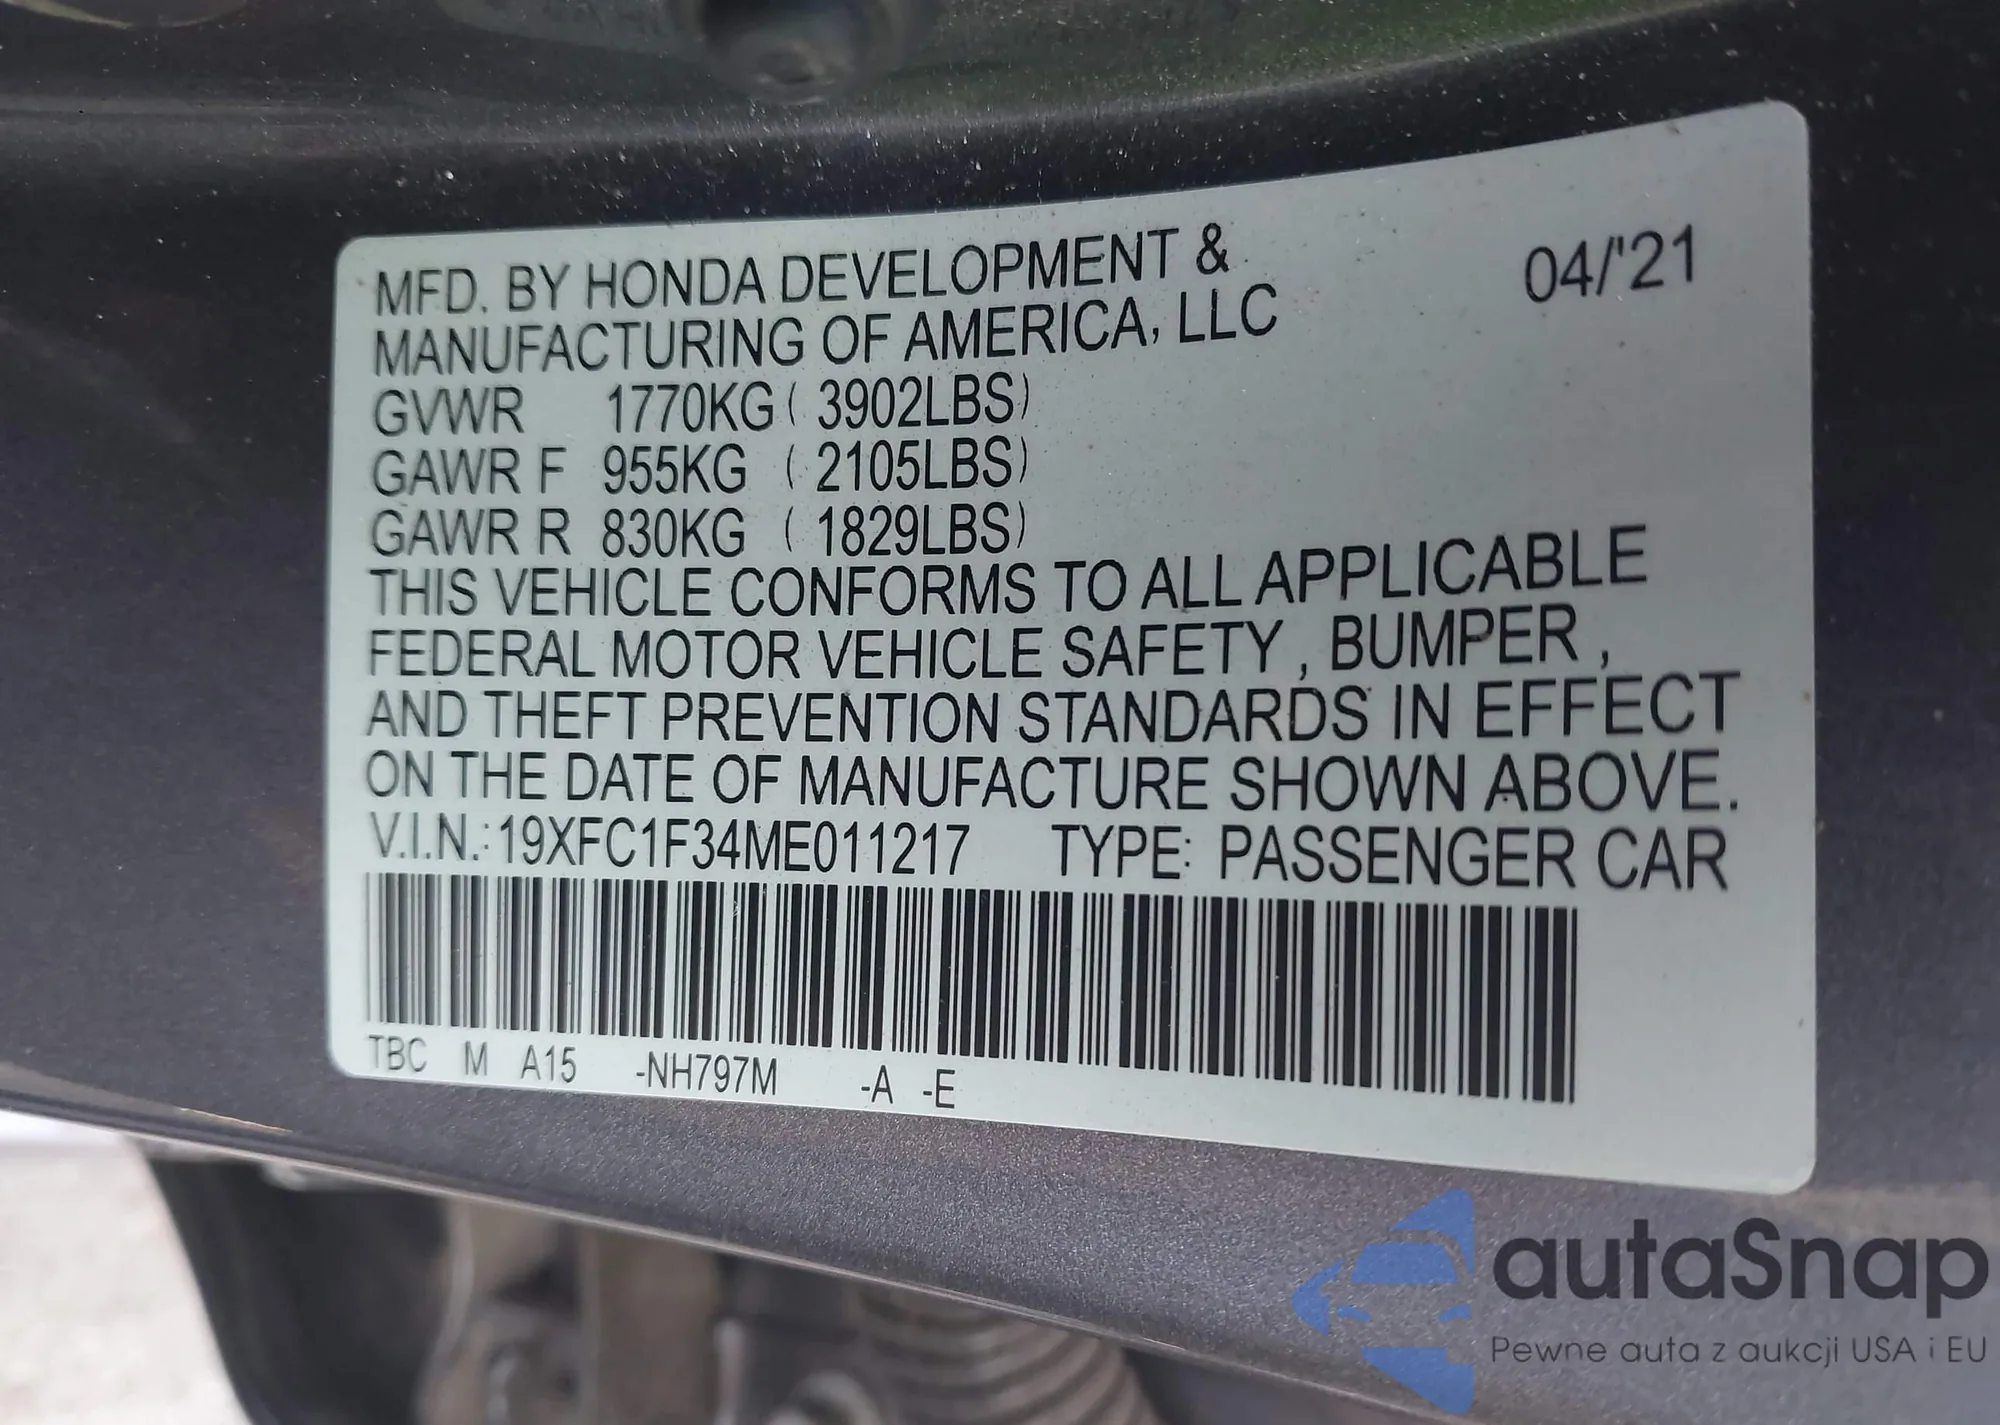 MFD. BY HONDA DEVELOPMENT & 04/'21
MANUFACTURING OF AMERICA, LLC
GVWR 1770KG ( 3902LBS)
GAWR F 955KG ( 2105LBS)
GAWR R 830KG ( 1829LBS)
THIS VEHICLE CONFORMS TO ALL APPLICABLE
FEDERAL MOTOR VEHICLE SAFETY , BUMPER ,
AND THEFT PREVENTION STANDARDS IN EFFECT
ON THE DATE OF MANUFACTURE SHOWN ABOVE.
V.I.N.: 19XFC1F34ME011217 TYPE: PASSENGER CAR
TBC M A15 -NH797M -A -E
autaSnap
Pewne auta z aukcji USA i EU